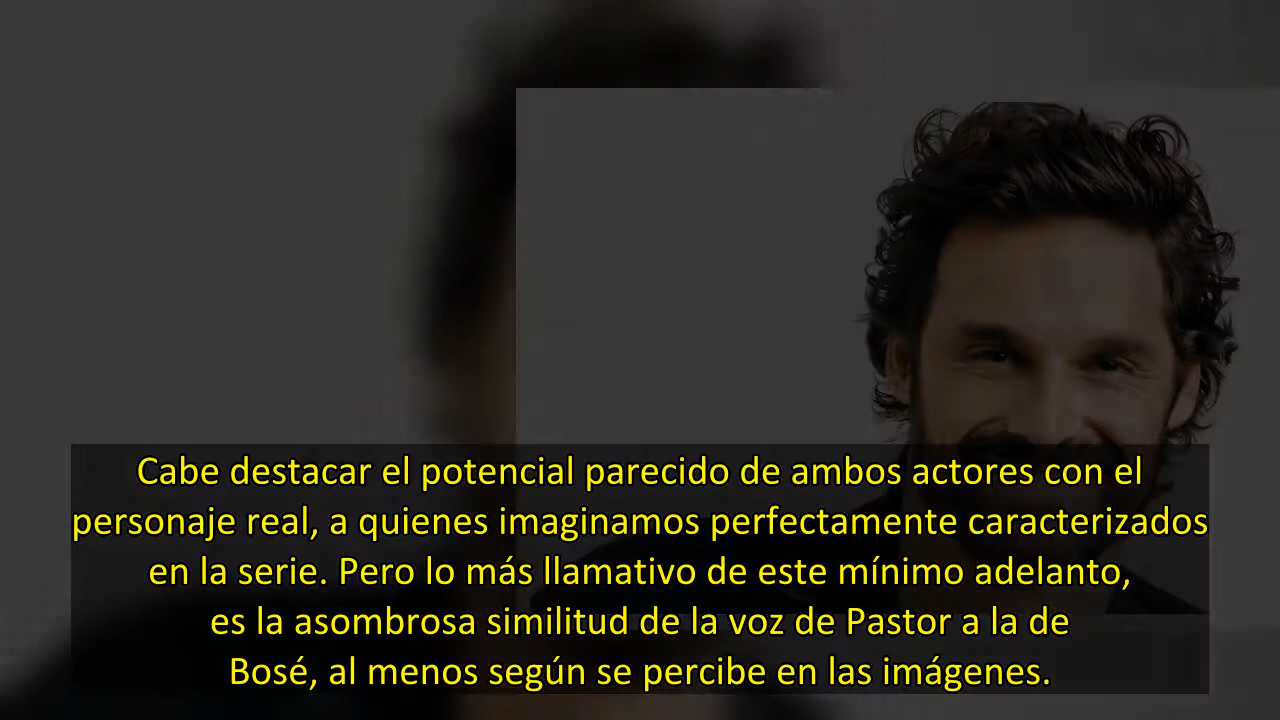 Cabe destacar el potencial parecido de ambos actores con el
personaje real, a quienes imaginamos perfectamente caracterizados
en la serie. Pero lo más llamativo de este mínimo adelanto,
es la asombrosa similitud de la voz de Pastor a la de
Bosé, al menos según se percibe en las imágenes.